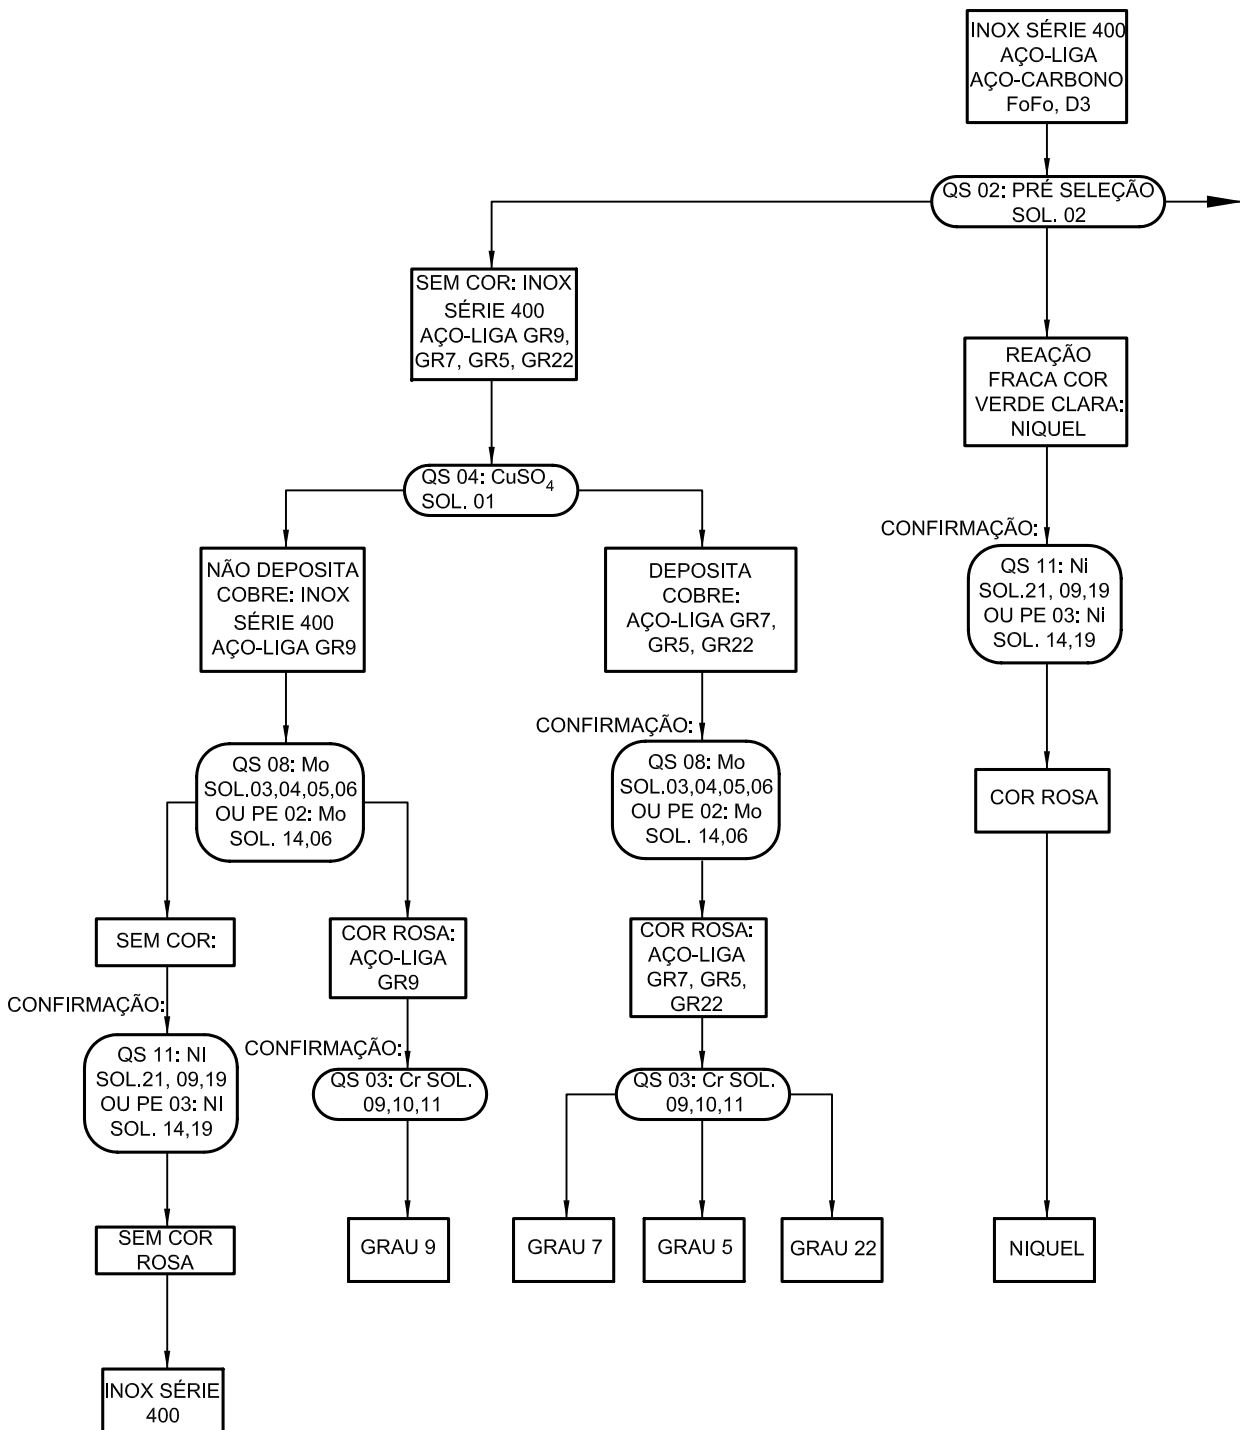 INOX SÉRIE 400
AÇO-LIGA
AÇO-CARBONO
FoFo, D3
QS 02: PRÉ SELEÇÃO
SOL. 02
SEM COR: INOX
SÉRIE 400
AÇO-LIGA GR9,
GR7, GR5, GR22
REAÇÃO
FRACA COR
VERDE CLARA:
NIQUEL
QS 04: CuSO₄
SOL. 01
CONFIRMAÇÃO:
NÃO DEPOSITA
COBRE: INOX
SÉRIE 400
AÇO-LIGA GR9
DEPOSITA
COBRE:
AÇO-LIGA GR7,
GR5, GR22
QS 11: Ni
SOL.21, 09,19
OU PE 03: Ni
SOL. 14,19
CONFIRMAÇÃO:
QS 08: Mo
SOL.03,04,05,06
OU PE 02: Mo
SOL. 14,06
QS 08: Mo
SOL.03,04,05,06
OU PE 02: Mo
SOL. 14,06
COR ROSA
SEM COR:
COR ROSA:
AÇO-LIGA
GR9
COR ROSA:
AÇO-LIGA
GR7, GR5,
GR22
CONFIRMAÇÃO:
CONFIRMAÇÃO:
QS 11: NI
SOL.21, 09,19
OU PE 03: NI
SOL. 14,19
QS 03: Cr SOL.
09,10,11
QS 03: Cr SOL.
09,10,11
SEM COR
ROSA
GRAU 9
GRAU 7
GRAU 5
GRAU 22
NIQUEL
INOX SÉRIE
400